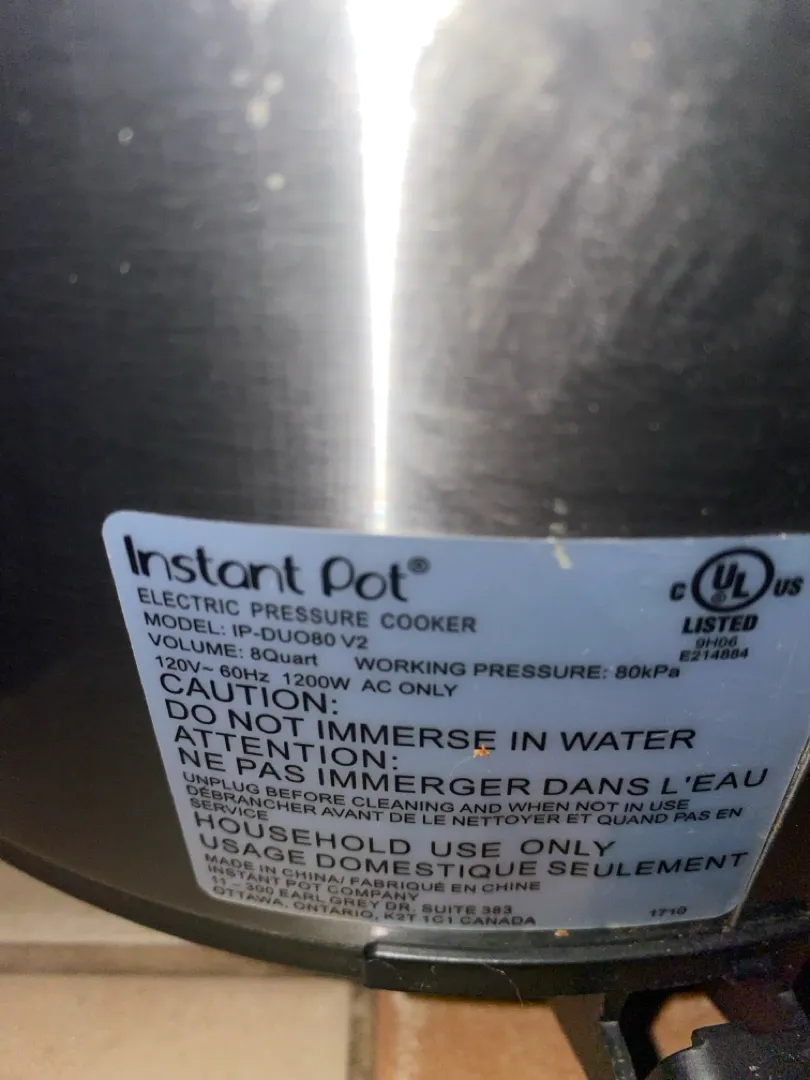 Instant Pot®
ELECTRIC PRESSURE COOKER
MODEL: IP-DUO80 V2
VOLUME: 8Quart WORKING PRESSURE: 80kPa
120V~ 60Hz 1200W AC ONLY
C UL® US
LISTED
9H06
E214884
CAUTION:
DO NOT IMMERSE IN WATER
ATTENTION:
NE PAS IMMERGER DANS L'EAU
UNPLUG BEFORE CLEANING AND WHEN NOT IN USE
DÉBRANCHER AVANT DE LE NETTOYER ET QUAND PAS EN
SERVICE
HOUSEHOLD USE ONLY
USAGE DOMESTIQUE SEULEMENT
MADE IN CHINA/ FABRIQUÉ EN CHINE
INSTANT POT COMPANY
11 – 300 EARL GREY DR. SUITE 383
OTTAWA, ONTARIO, K2T 1C1 CANADA
1710